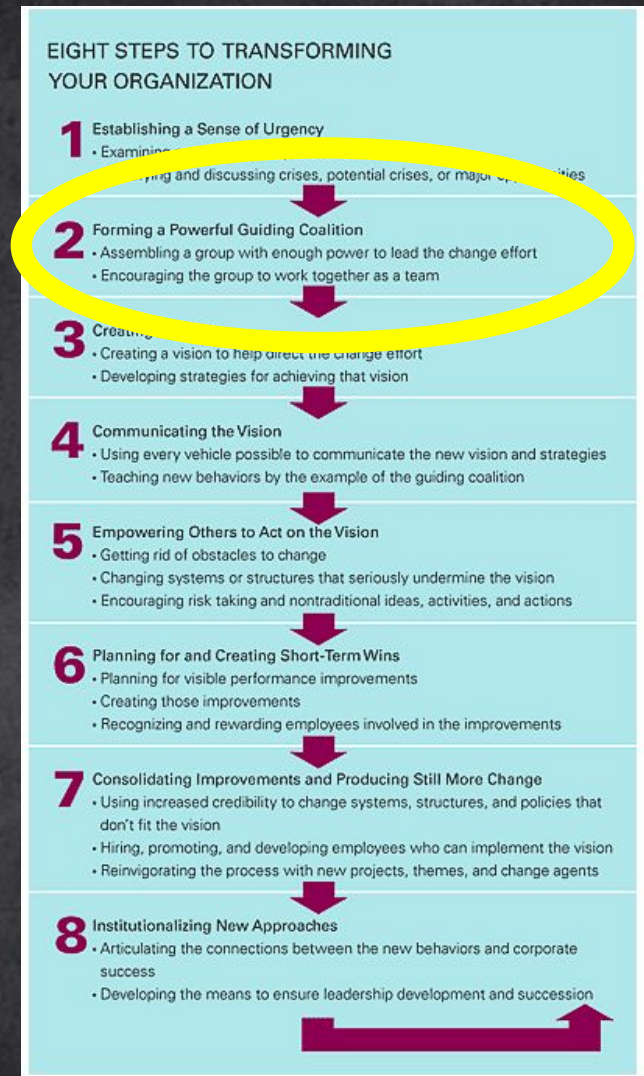 EIGHT STEPS TO TRANSFORMING
YOUR ORGANIZATION
1 Establishing a Sense of Urgency
• Examining
and discussing crises, potential crises, or major
2 Forming a Powerful Guiding Coalition
• Assembling a group with enough power to lead the change effort
• Encouraging the group to work together as a team
3 Creating
• Creating a vision to help direct the change effort
• Developing strategies for achieving that vision
4 Communicating the Vision
• Using every vehicle possible to communicate the new vision and strategies
• Teaching new behaviors by the example of the guiding coalition
5 Empowering Others to Act on the Vision
• Getting rid of obstacles to change
• Changing systems or structures that seriously undermine the vision
• Encouraging risk taking and nontraditional ideas, activities, and actions
6 Planning for and Creating Short-Term Wins
• Planning for visible performance improvements
• Creating those improvements
• Recognizing and rewarding employees involved in the improvements
7 Consolidating Improvements and Producing Still More Change
• Using increased credibility to change systems, structures, and policies that
don't fit the vision
• Hiring, promoting, and developing employees who can implement the vision
• Reinvigorating the process with new projects, themes, and change agents
8 Institutionalizing New Approaches
• Articulating the connections between the new behaviors and corporate
success
• Developing the means to ensure leadership development and succession